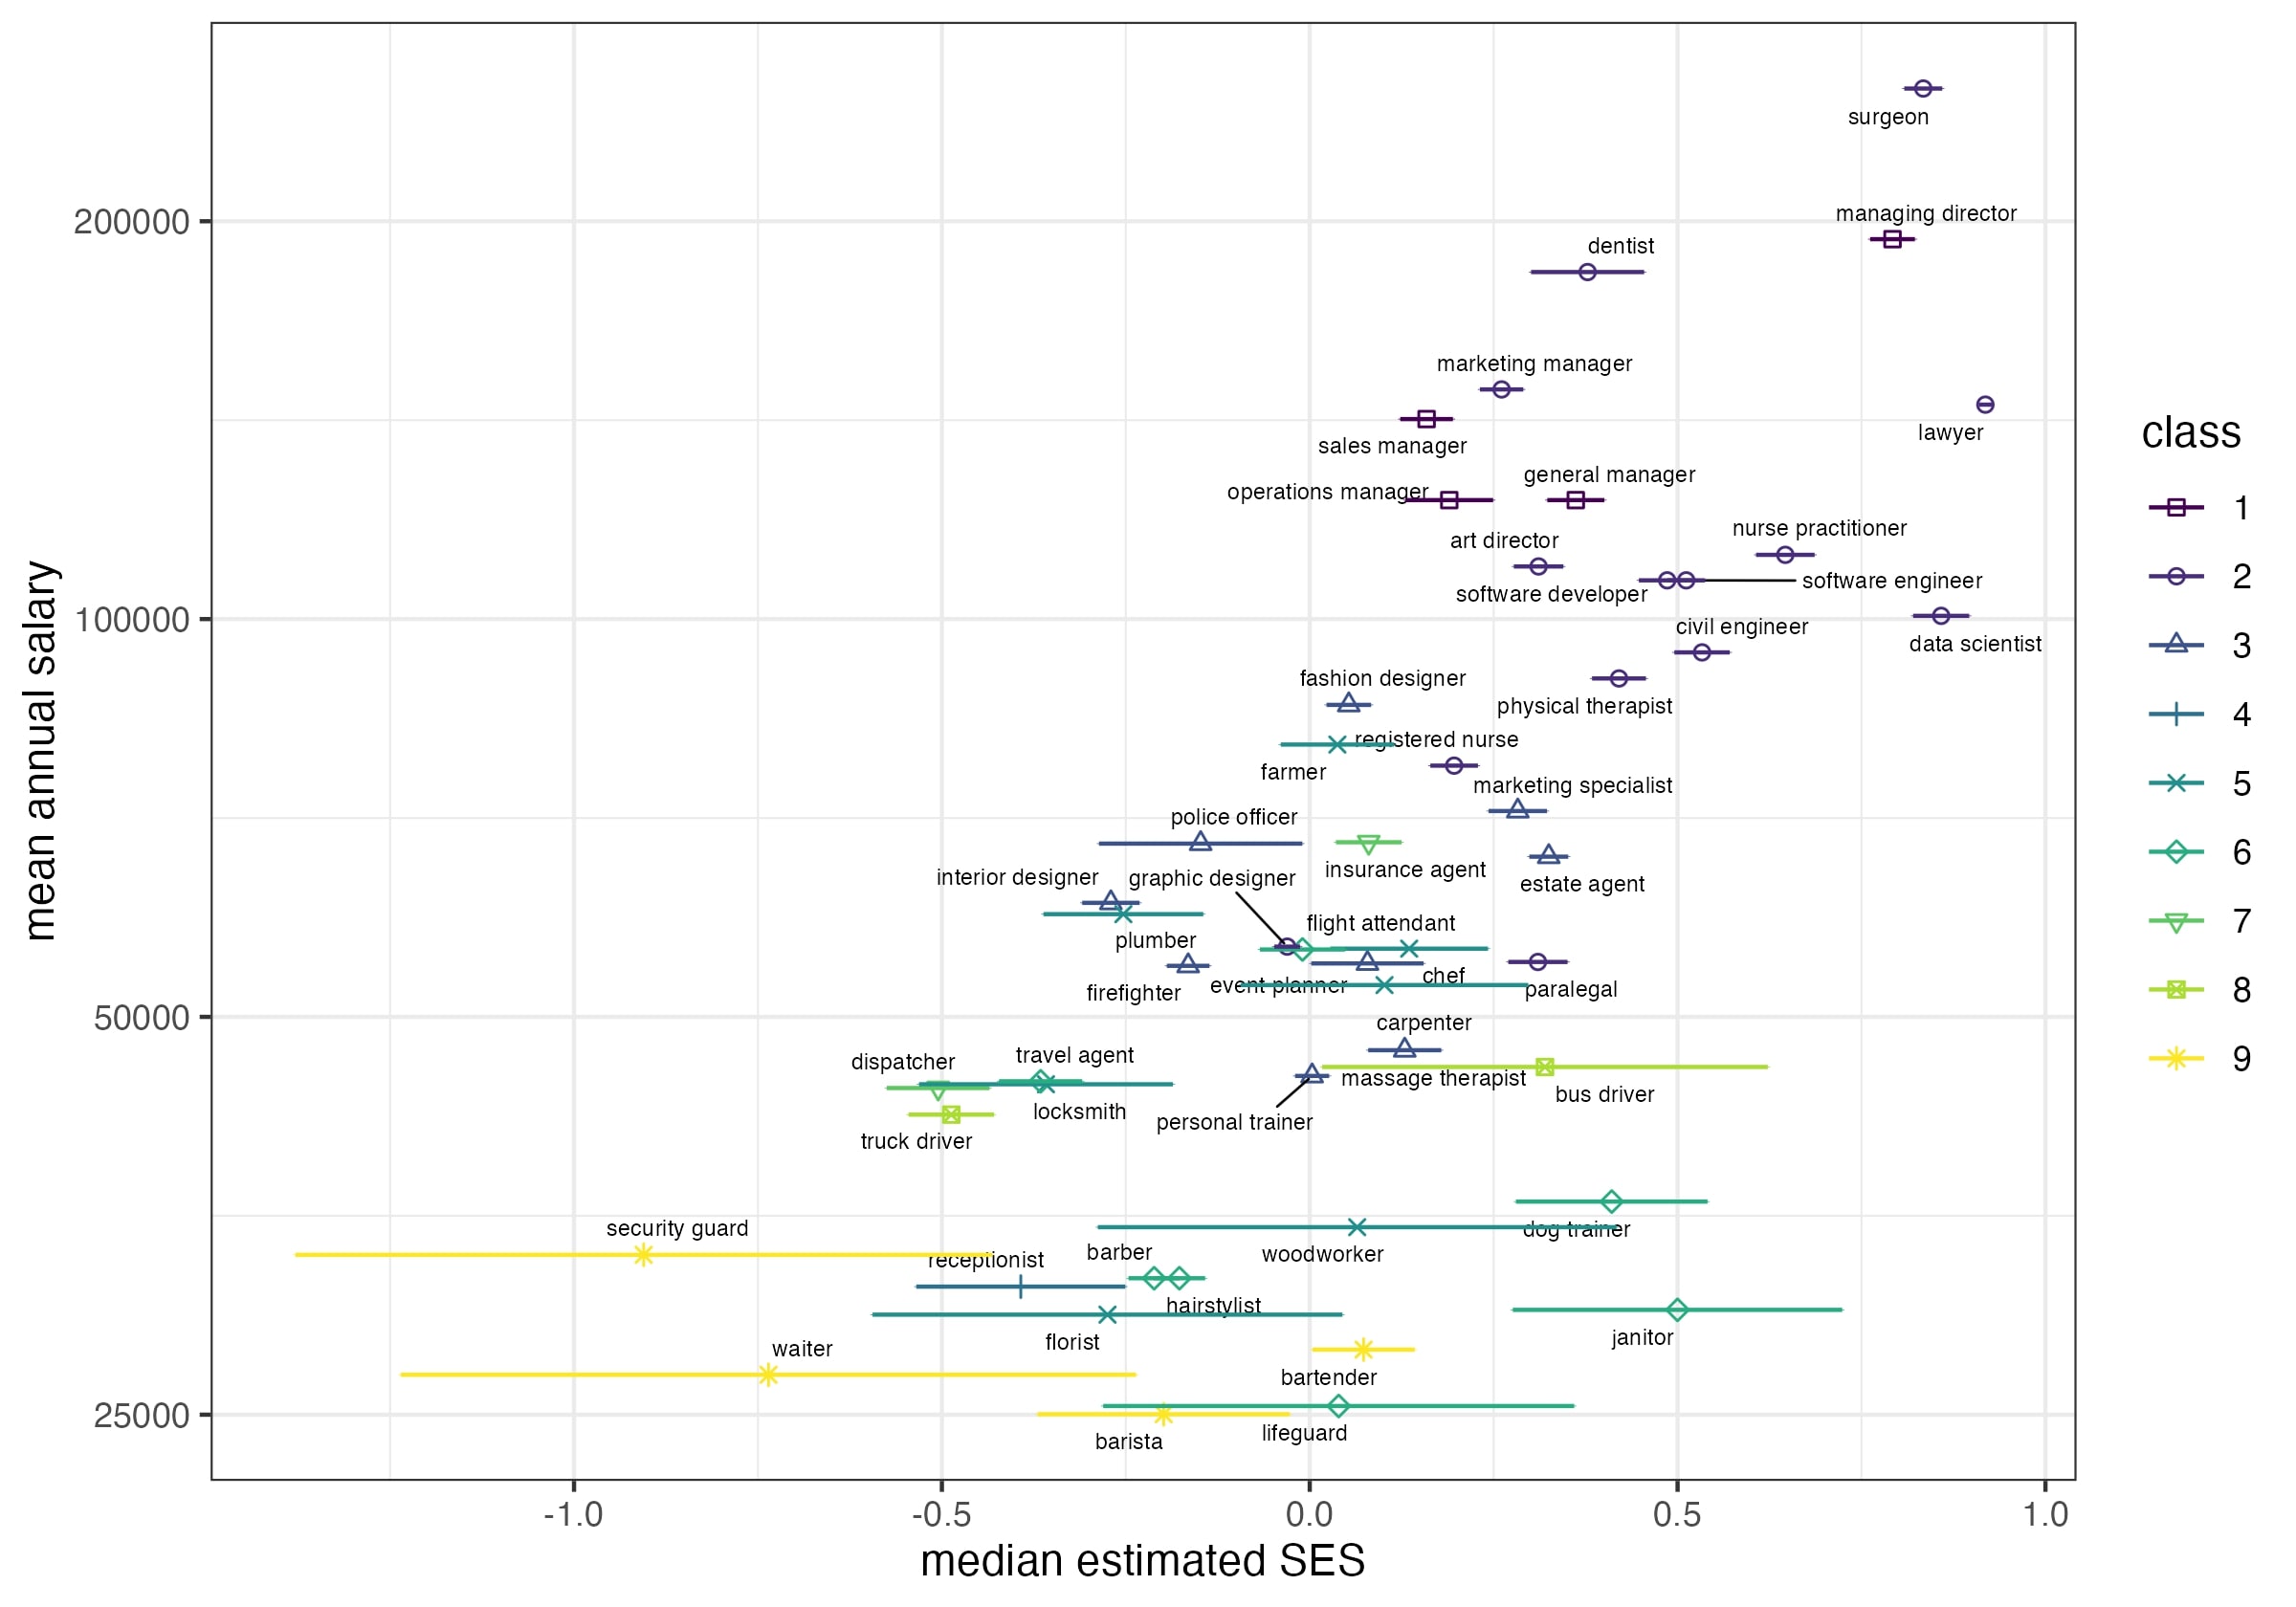 surgeon
200000
managing director
dentist
marketing manager
lawyer
sales manager
general manager
operations manager
nurse practitioner
art director
software engineer
software developer
100000
civil engineer
data scientist
fashion designer
physical therapist
registered nurse
farmer
marketing specialist
police officer
insurance agent
interior designer
graphic designer
estate agent
flight attendant
plumber
chef
event planner
paralegal
firefighter
50000
carpenter
travel agent
dispatcher
massage therapist
bus driver
locksmith
personal trainer
truck driver
security guard
dog trainer
barber
woodworker
receptionist
hairstylist
janitor
florist
waiter
bartender
25000
lifeguard
barista
-1.0
-0.5
0.0
0.5
1.0
median estimated SES
mean annual salary
class
1
2
3
4
5
6
7
8
9